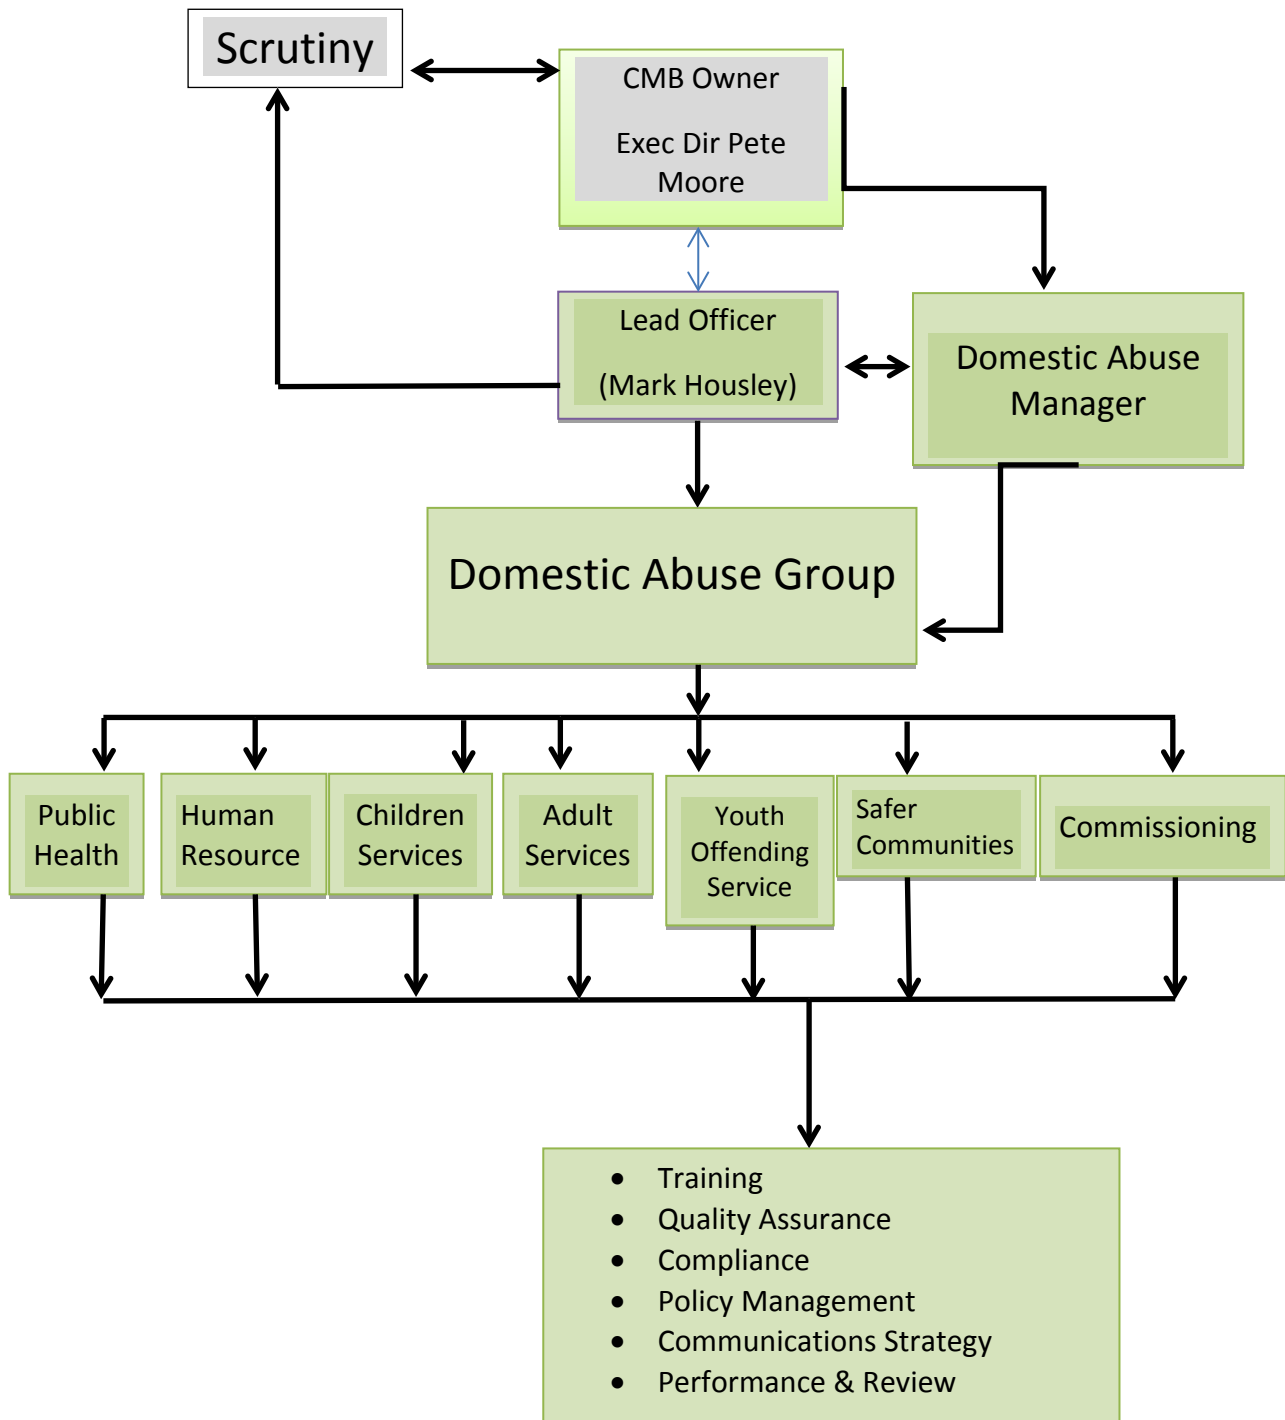 Scrutiny
CMB Owner
Exec Dir Pete
Moore
Lead Officer
(Mark Housley)
Domestic Abuse
Manager
Domestic Abuse Group
Public
Health
Human
Resource
Children
Services
Adult
Services
Youth
Offending
Service
Safer
Communities
Commissioning
• Training
• Quality Assurance
• Compliance
• Policy Management
• Communications Strategy
• Performance & Review